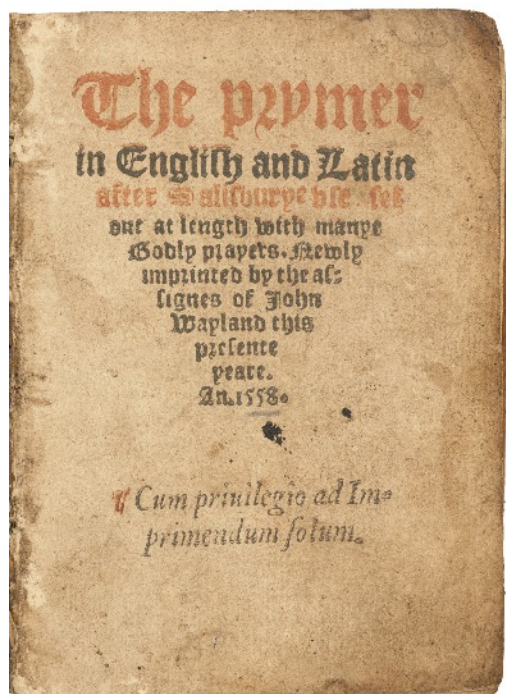 The prymer
in Engliſh and Latin
after Saliſburye vſe ſet
out at length with manye
Godly prayers. Newly
imprinted by the aſ⸗
ſignes of John
Wayland this
preſente
yeare.
An.1558.
¶ Cum priuilegio ad Im⸗
primendum ſolum.